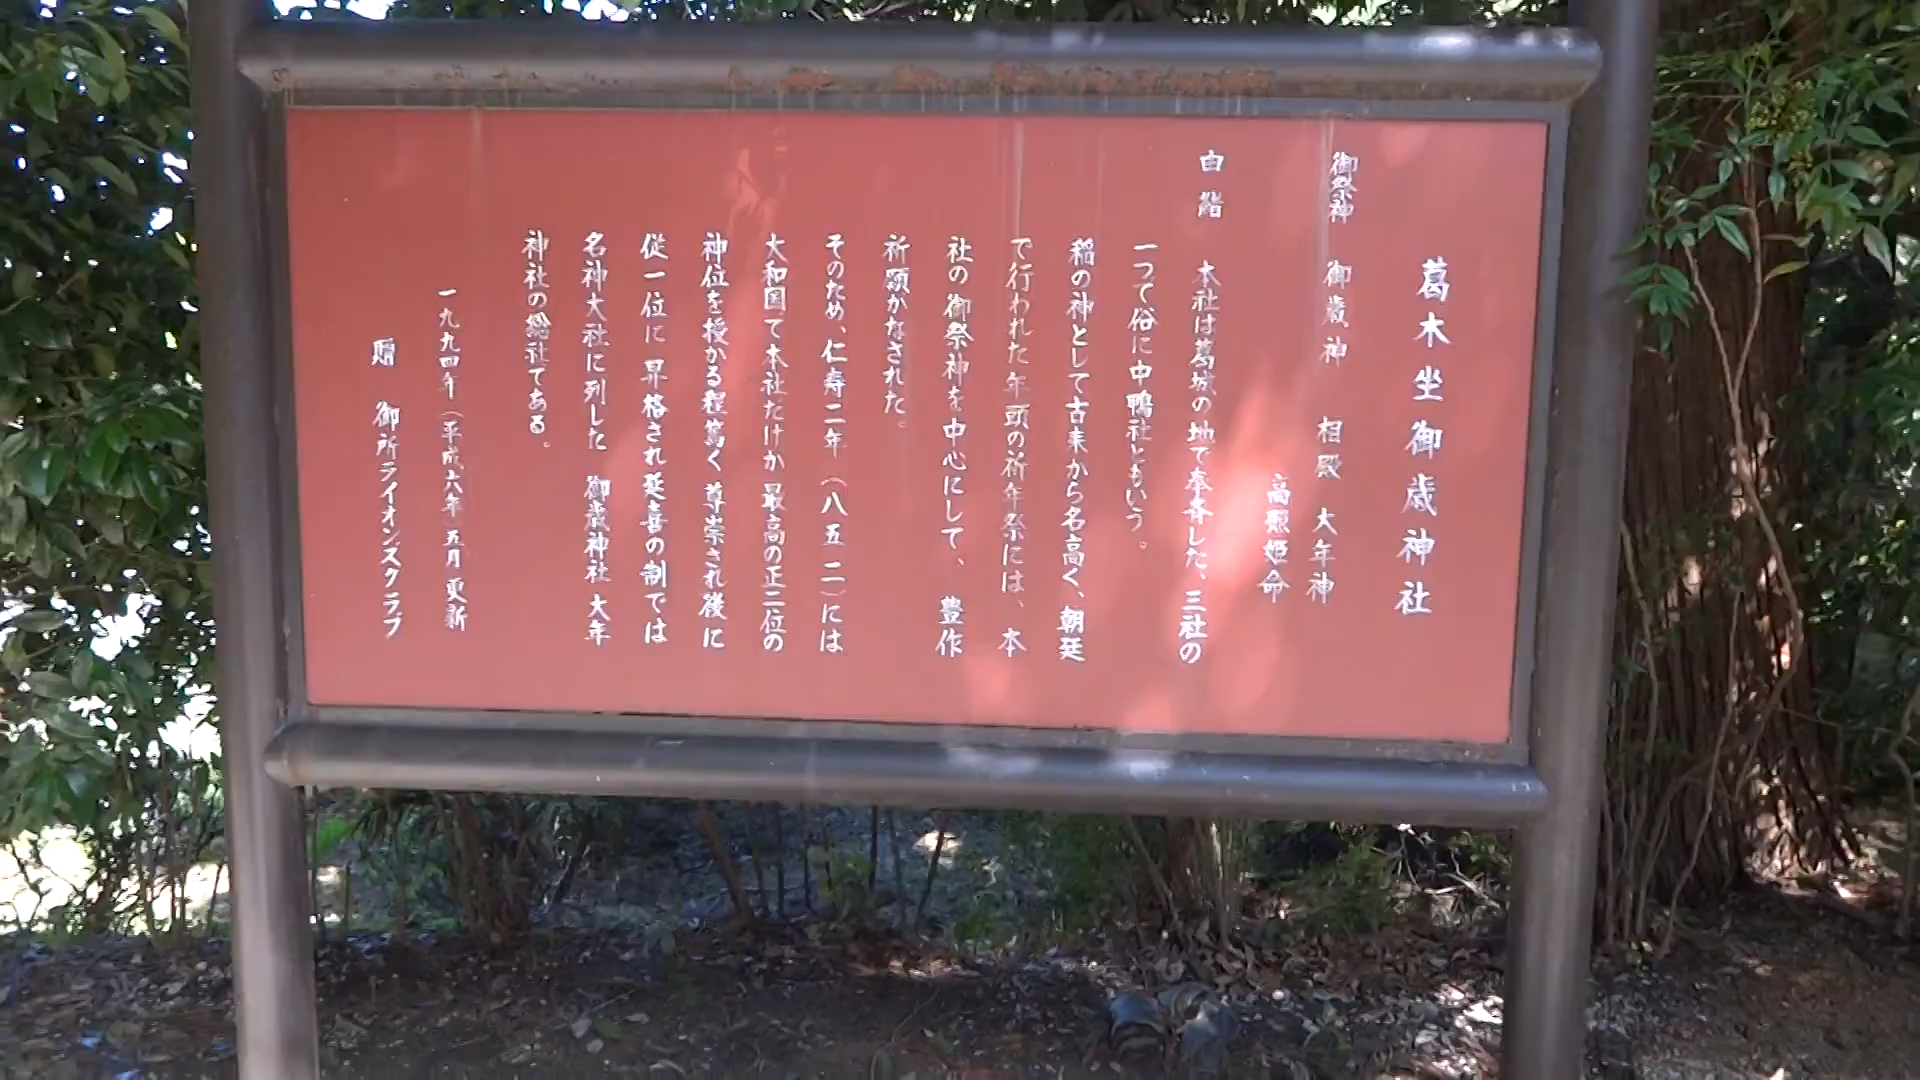 葛木坐御歳神社
御祭神 御歳神 相殿 大年神
高照姫命
由緒 本社は葛城の地で奉斎した、三社の
一つで俗に中鴨社ともいう。
稲の神として古来から名高く、朝廷
で行われた年頭の祈年祭には、本
社の御祭神を中心にして、豊作
祈願がなされた。
そのため、仁寿二年（八五二）には
大和国で本社だけが最高の正二位の
神位を授かる程篤く尊崇され後に
従一位に昇格され延喜の制では
名神大社に列した 御歳神社 大年
神社の総社である。
一九九四年（平成六年）五月 更新
贈 御所ライオンズクラブ